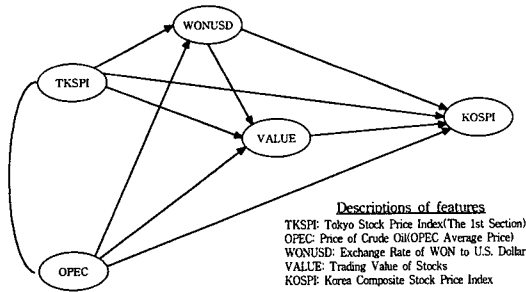 WONUSD
TKSPI
KOSPI
VALUE
OPEC
Descriptions of features
TKSPI: Tokyo Stock Price Index(The 1st Section)
OPEC: Price of Crude Oil(OPEC Average Price)
WONUSD: Exchange Rate of WON to U.S. Dollar
VALUE: Trading Value of Stocks
KOSPI: Korea Composite Stock Price Index